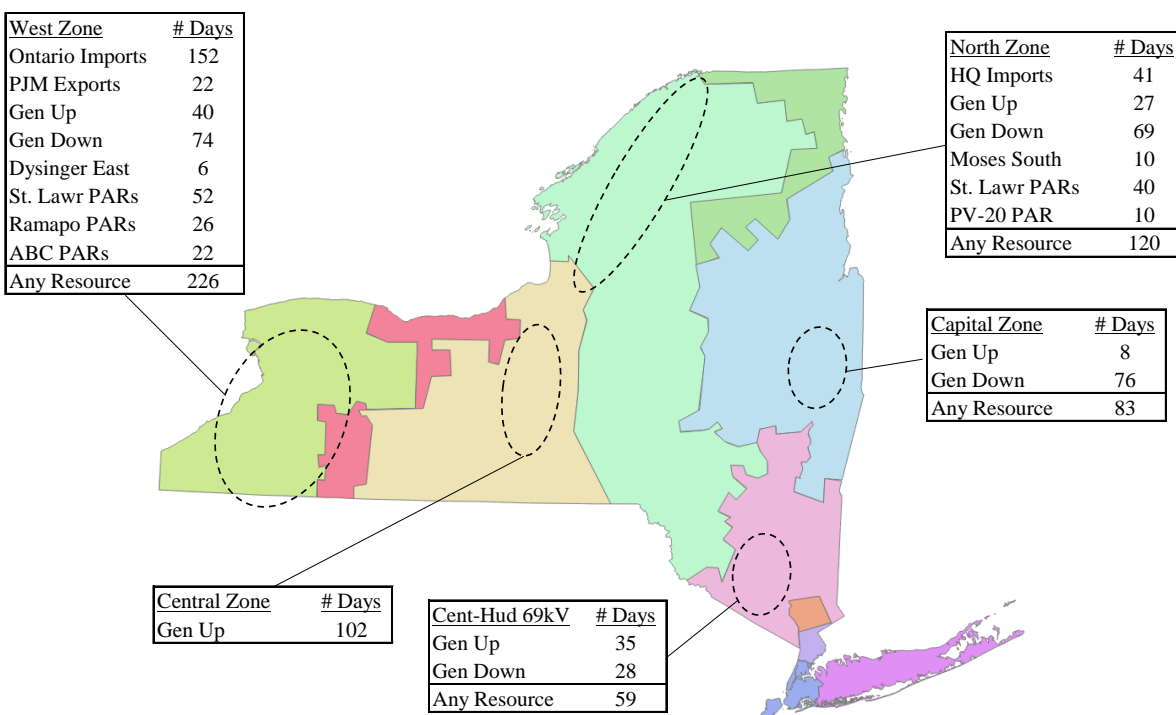 West Zone # Days
Ontario Imports 152
PJM Exports 22
Gen Up 40
Gen Down 74
Dysinger East 6
St. Lawr PARs 52
Ramapo PARs 26
ABC PARs 22
Any Resource 226
North Zone # Days
HQ Imports 41
Gen Up 27
Gen Down 69
Moses South 10
St. Lawr PARs 40
PV-20 PAR 10
Any Resource 120
Capital Zone # Days
Gen Up 8
Gen Down 76
Any Resource 83
Central Zone # Days
Gen Up 102
Cent-Hud 69kV # Days
Gen Up 35
Gen Down 28
Any Resource 59